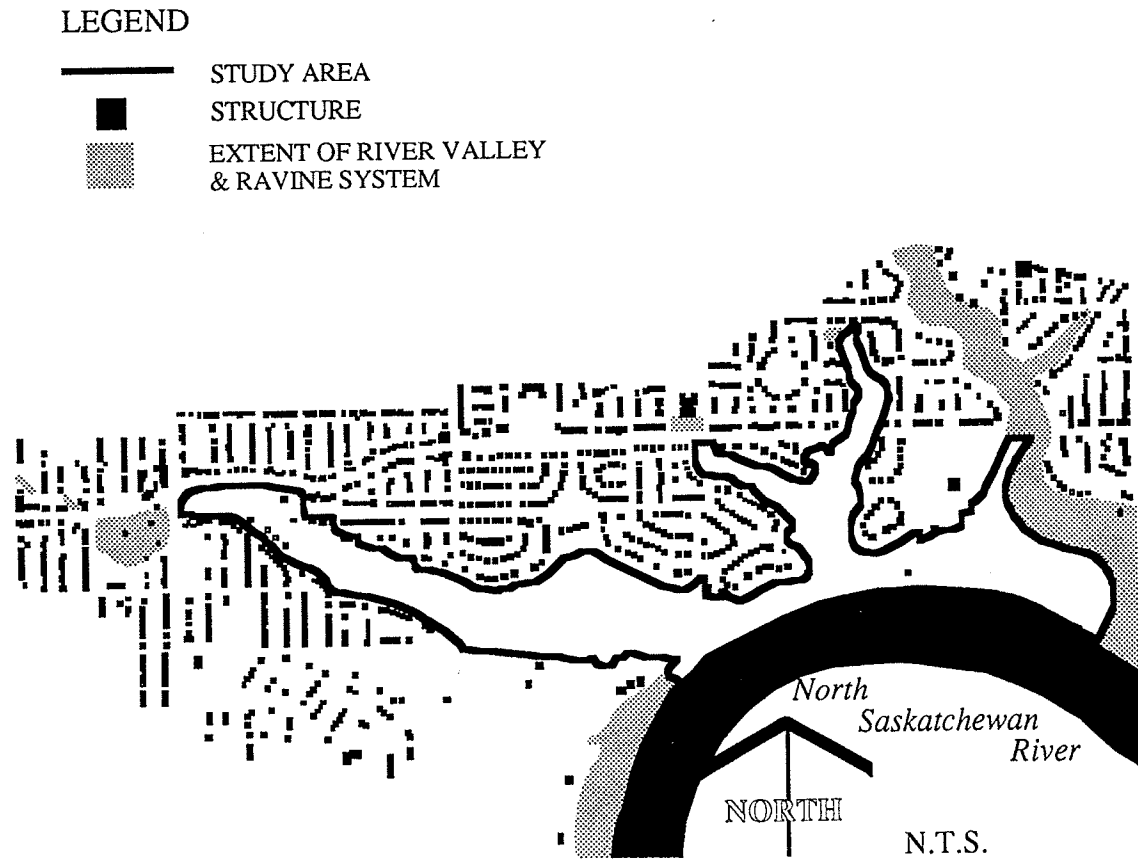 LEGEND
STUDY AREA
STRUCTURE
EXTENT OF RIVER VALLEY
& RAVINE SYSTEM
North
Saskatchewan
River
NORTH
N.T.S.